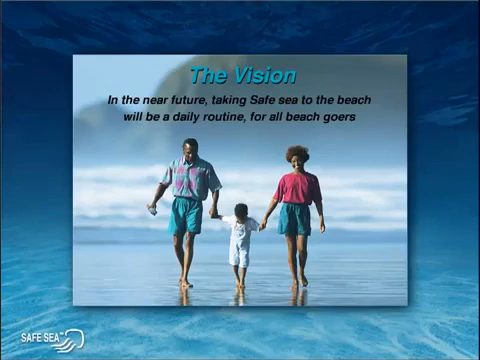 The Vision
In the near future, taking Safe sea to the beach
will be a daily routine, for all beach goers
SAFE SEA™